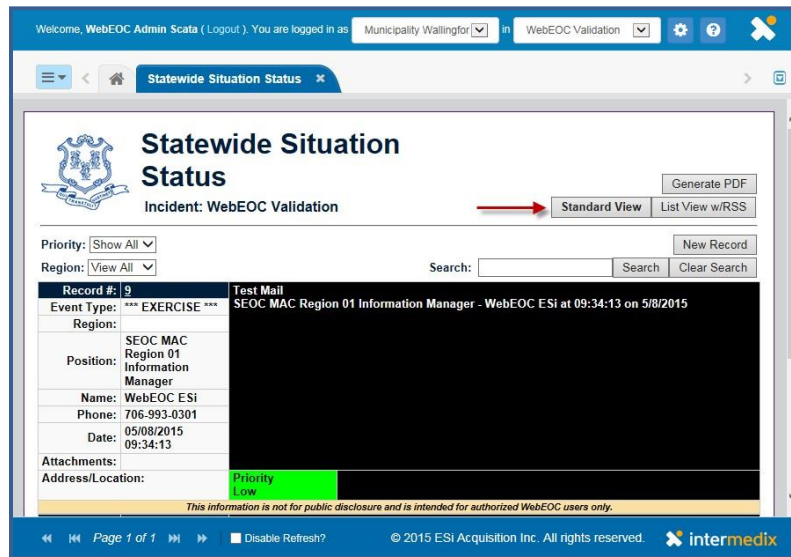 Welcome, WebEOC Admin Scata ( Logout ). You are logged in as Municipality Wallingfor in WebEOC Validation
Statewide Situation Status
Statewide Situation
Status
Incident: WebEOC Validation
Generate PDF
Standard View List View w/RSS
Priority: Show All New Record
Region: View All Search: Search Clear Search
Record #: 9 Test Mail
Event Type: *** EXERCISE *** SEOC MAC Region 01 Information Manager - WebEOC ESi at 09:34:13 on 5/8/2015
Region:
Position: SEOC MAC
Region 01
Information
Manager
Name: WebEOC ESi
Phone: 706-993-0301
Date: 05/08/2015
09:34:13
Attachments:
Address/Location: Priority
Low
This information is not for public disclosure and is intended for authorized WebEOC users only.
Page 1 of 1 Disable Refresh? © 2015 ESi Acquisition Inc. All rights reserved. intermedix